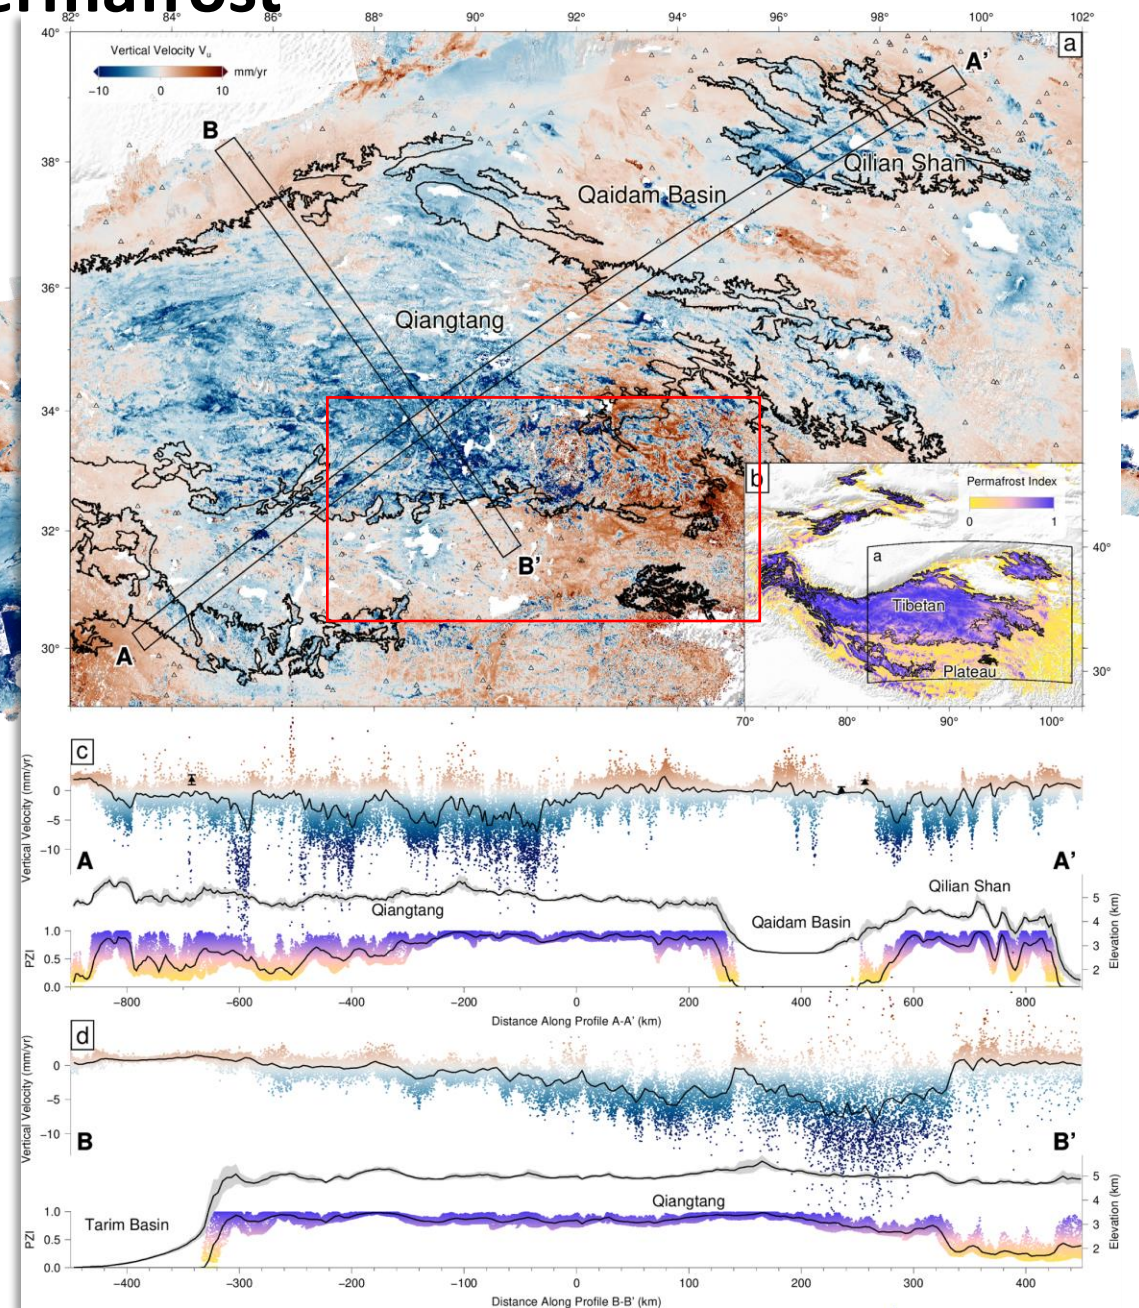 ermafrost
82° 84° 86° 88° 90° 92° 94° 96° 98° 100° 102°
40°
38°
36°
34°
32°
30°
Vertical Velocity Vu
mm/yr
−10 0 10
a
A'
B
Qilian Shan
Qaidam Basin
Qiangtang
B'
A
b
Permafrost Index
0 1
a
40°
Tibetan
Plateau
30°
70° 80° 90° 100°
c
Vertical Velocity (mm/yr)
0
−5
−10
A
A'
Qiangtang
Qaidam Basin
Qilian Shan
PZI
1.0
0.5
0.0
5
4
3
2
Elevation (km)
−800 −600 −400 −200 0 200 400 600 800
Distance Along Profile A-A' (km)
d
Vertical Velocity (mm/yr)
0
−5
−10
B
B'
Tarim Basin
Qiangtang
PZI
1.0
0.5
0.0
5
4
3
2
Elevation (km)
−400 −300 −200 −100 0 100 200 300 400
Distance Along Profile B-B' (km)